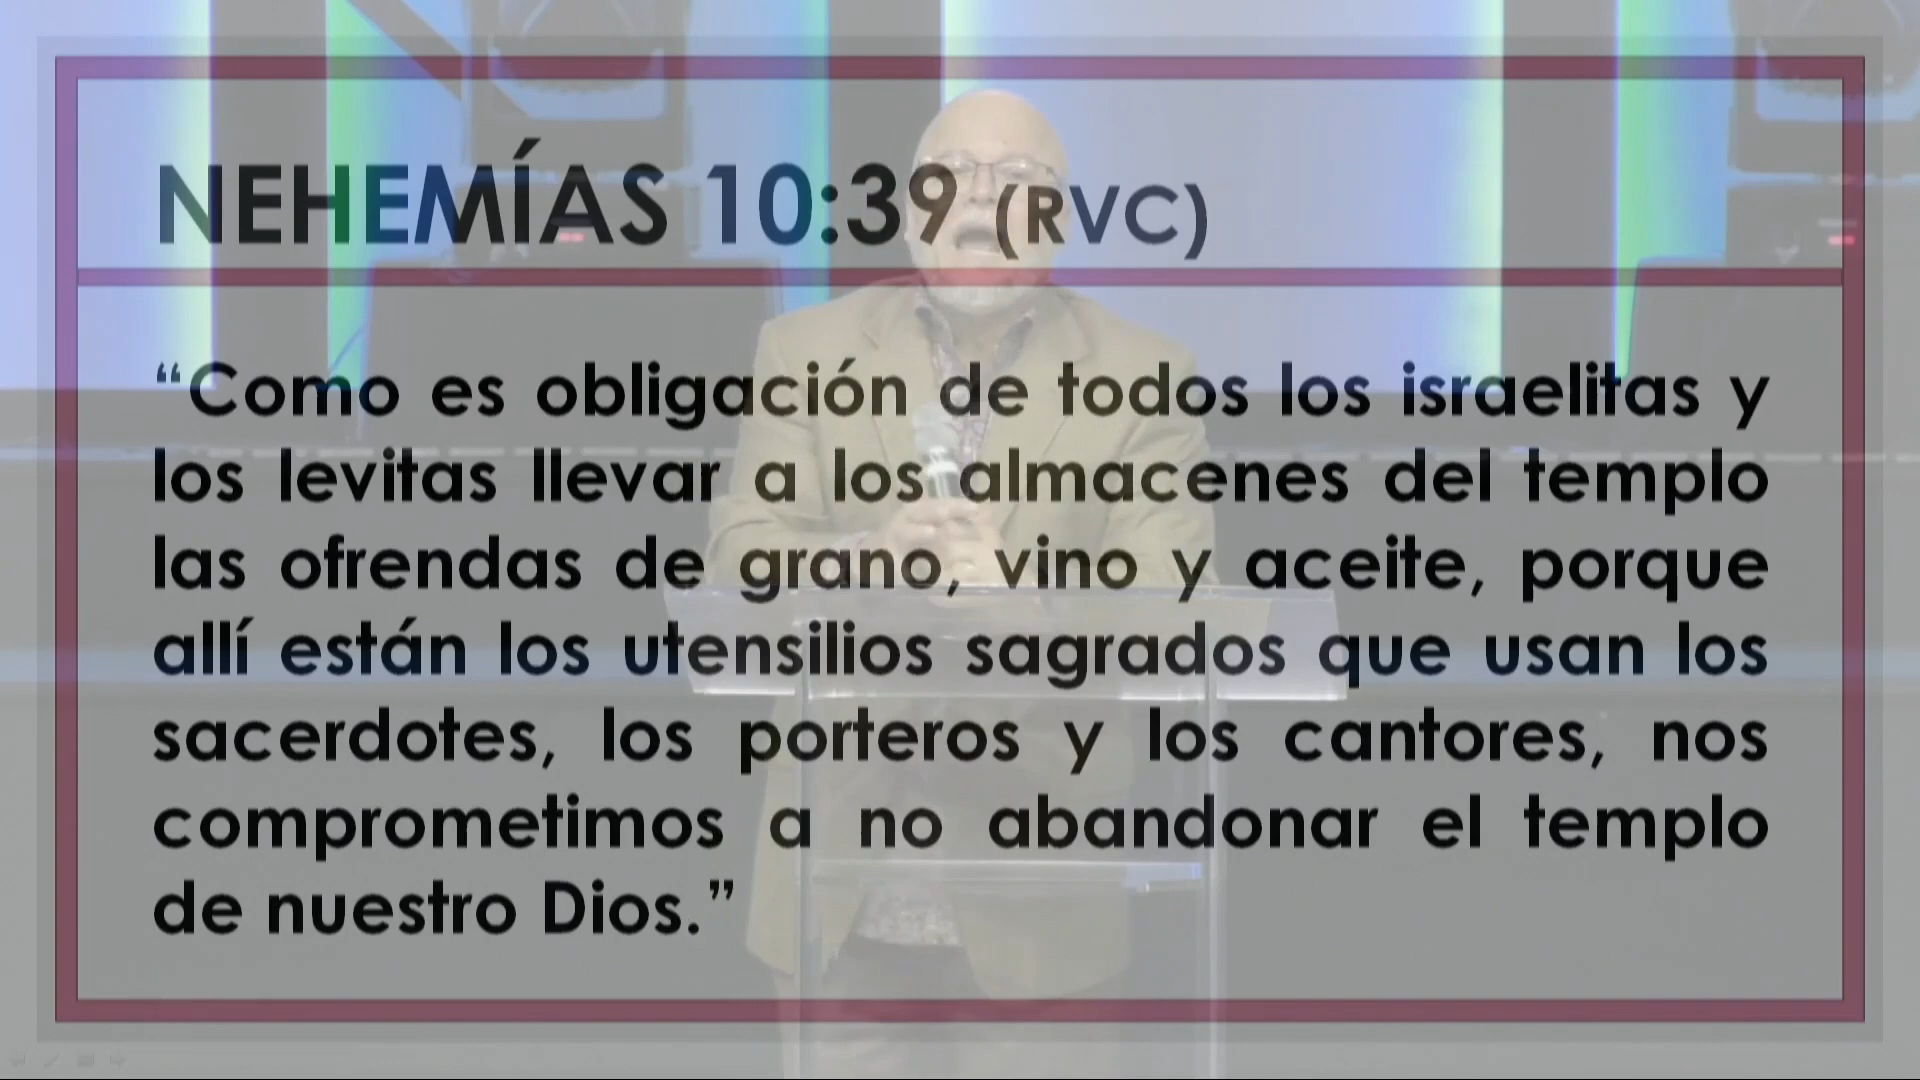 NEHEMÍAS 10:39 (RVC)
“Como es obligación de todos los israelitas y
los levitas llevar a los almacenes del templo
las ofrendas de grano, vino y aceite, porque
allí están los utensilios sagrados que usan los
sacerdotes, los porteros y los cantores, nos
comprometimos a no abandonar el templo
de nuestro Dios.”